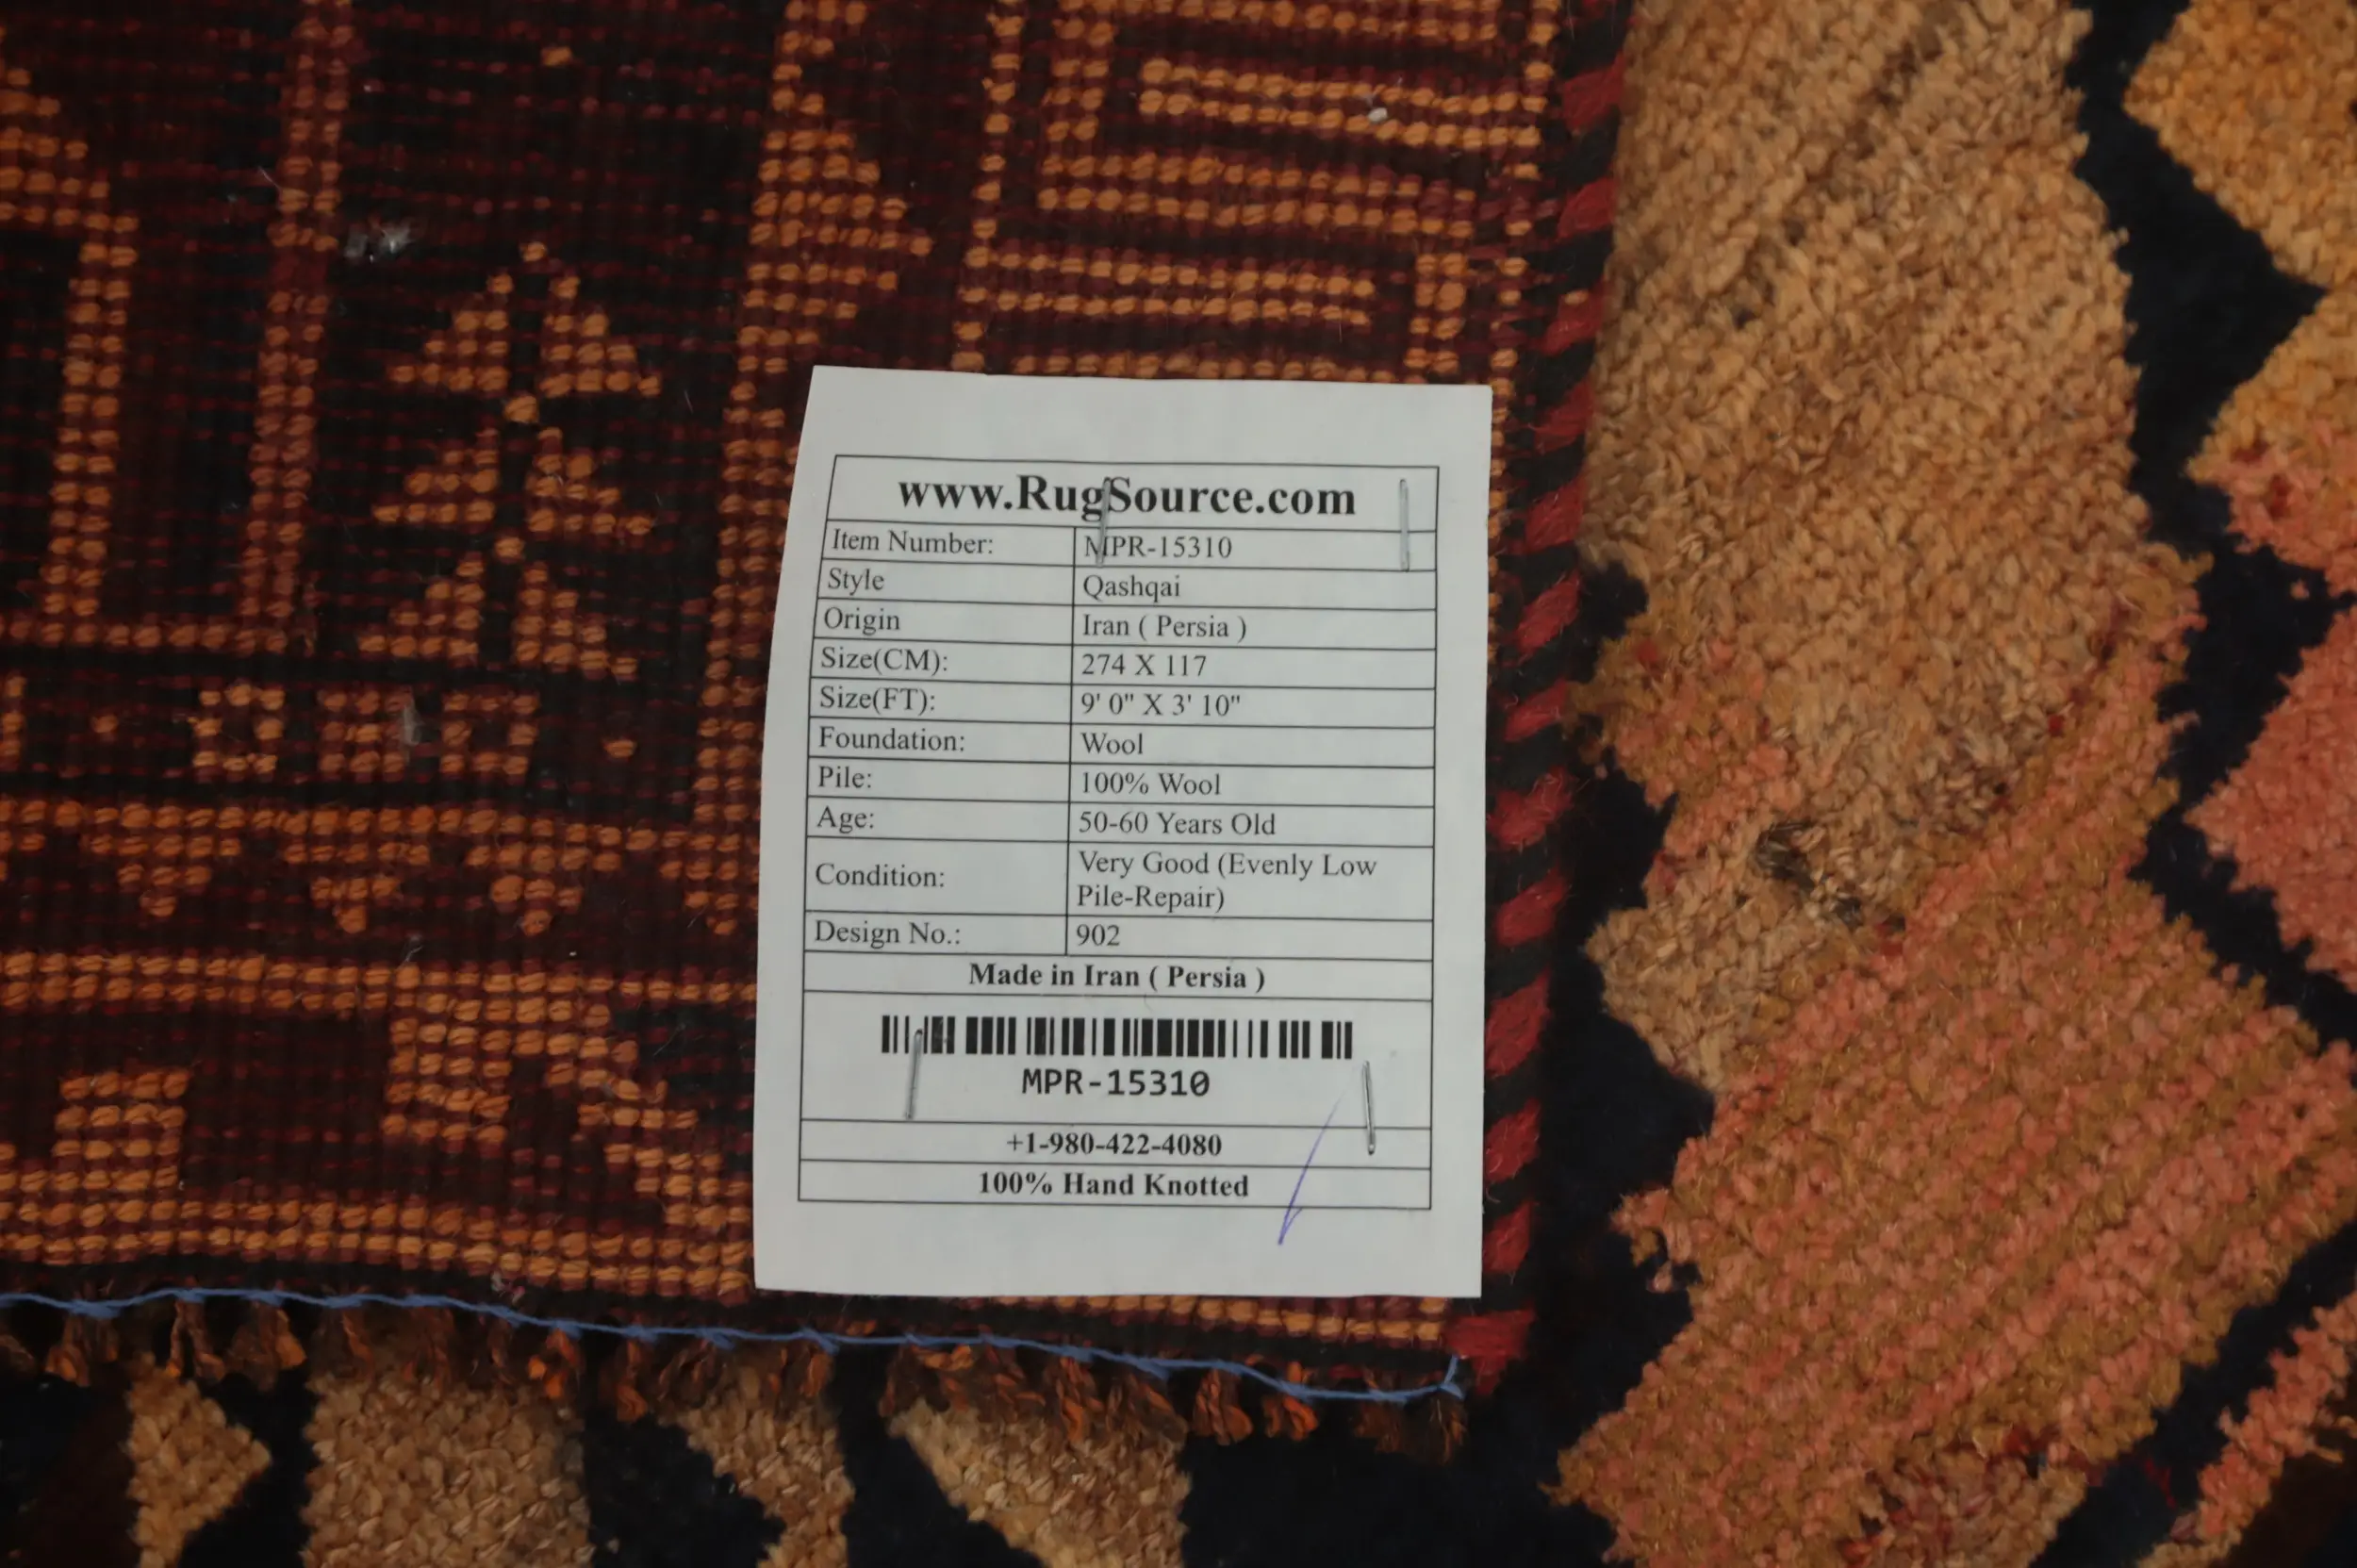 www.RugSource.com
Item Number: MPR-15310
Style Qashqai
Origin Iran ( Persia )
Size(CM): 274 X 117
Size(FT): 9' 0" X 3' 10"
Foundation: Wool
Pile: 100% Wool
Age: 50-60 Years Old
Condition: Very Good (Evenly Low
Pile-Repair)
Design No.: 902
Made in Iran ( Persia )
MPR-15310
+1-980-422-4080
100% Hand Knotted